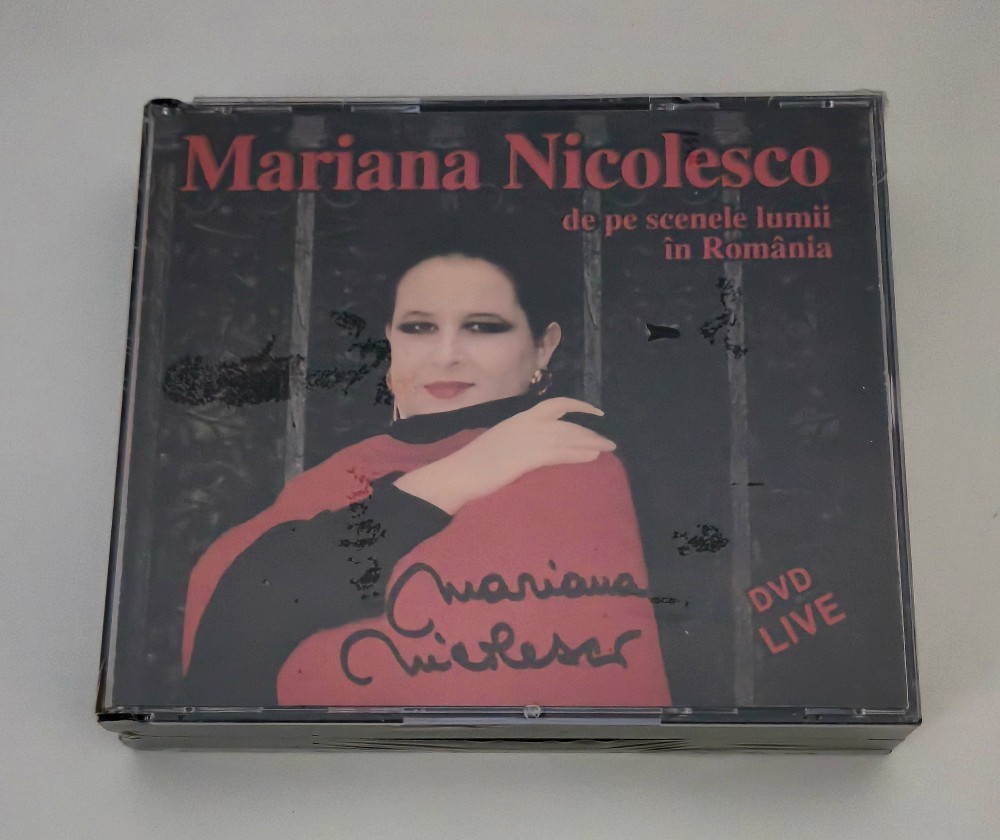 Mariana Nicolesco
de pe scenele lumii
în România
mariana
Nicolesco
DVD
LIVE